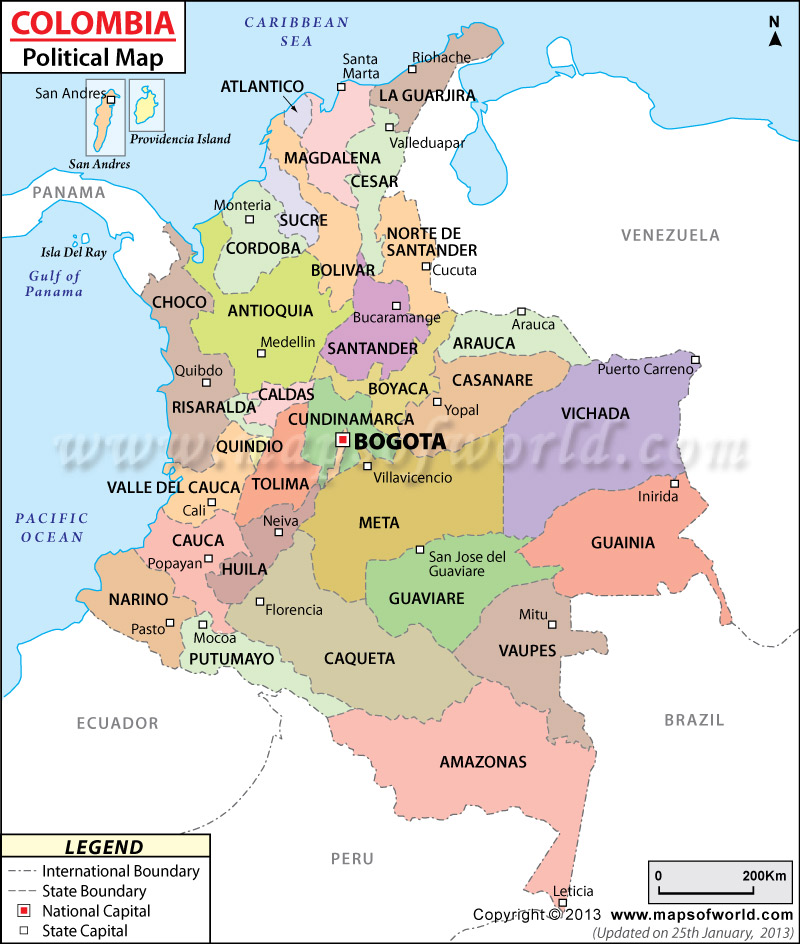 COLOMBIA
Political Map
CARIBBEAN
SEA
N
San Andres
Providencia Island
San Andres
ATLANTICO
Santa
Marta
Riohache
LA GUARJIRA
Valleduapar
MAGDALENA
CESAR
PANAMA
Monteria
SUCRE
CORDOBA
BOLIVAR
NORTE DE
SANTANDER
Cucuta
VENEZUELA
Isla Del Ray
Gulf of
Panama
CHOCO
ANTIOQUIA
Medellin
Bucaramange
SANTANDER
Arauca
ARAUCA
Quibdo
RISARALDA
CALDAS
BOYACA
CASANARE
Yopal
Puerto Carreno
VICHADA
CUNDINAMARCA
BOGOTA
www.mapsofworld.com
QUINDIO
Villavicencio
VALLE DEL CAUCA
Cali
TOLIMA
Inirida
PACIFIC
OCEAN
Neiva
META
CAUCA
Popayan
HUILA
San Jose del
Guaviare
GUAINIA
NARINO
Pasto
Florencia
GUAVIARE
Mitu
Mocoa
PUTUMAYO
CAQUETA
VAUPES
ECUADOR
BRAZIL
AMAZONAS
PERU
Leticia
LEGEND
International Boundary
State Boundary
National Capital
State Capital
0 200Km
Copyright © 2013 www.mapsofworld.com
(Updated on 25th January, 2013)